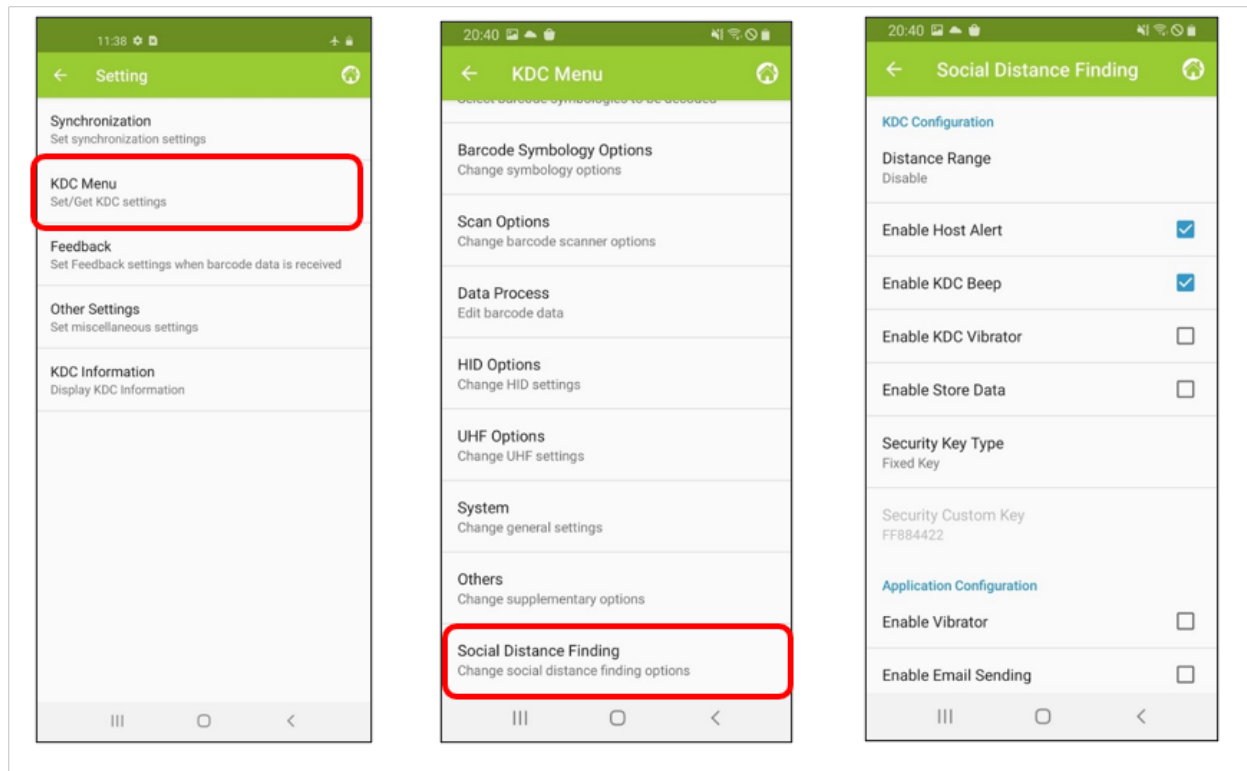 11:38
Setting
Synchronization
Set synchronization settings
KDC Menu
Set/Get KDC settings
Feedback
Set Feedback settings when barcode data is received
Other Settings
Set miscellaneous settings
KDC Information
Display KDC Information
20:40
KDC Menu
Select barcode symbologies to be decoded
Barcode Symbology Options
Change symbology options
Scan Options
Change barcode scanner options
Data Process
Edit barcode data
HID Options
Change HID settings
UHF Options
Change UHF settings
System
Change general settings
Others
Change supplementary options
Social Distance Finding
Change social distance finding options
20:40
Social Distance Finding
KDC Configuration
Distance Range
Disable
Enable Host Alert
Enable KDC Beep
Enable KDC Vibrator
Enable Store Data
Security Key Type
Fixed Key
Security Custom Key
FF884422
Application Configuration
Enable Vibrator
Enable Email Sending